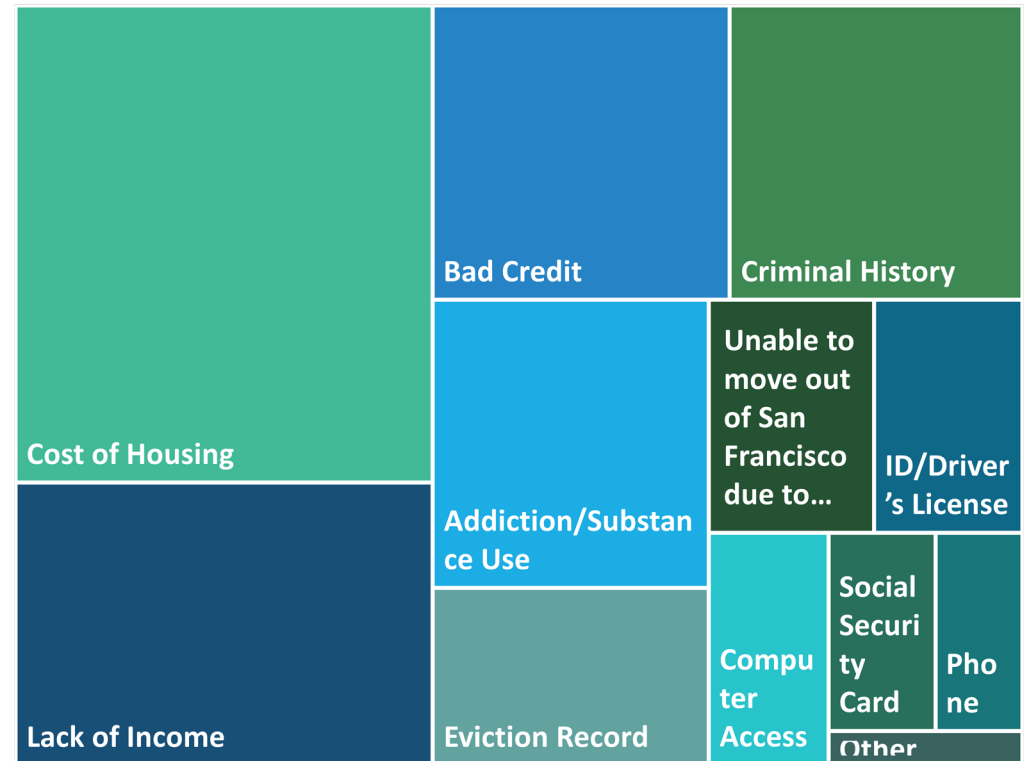 Cost of Housing
Lack of Income
Bad Credit
Criminal History
Addiction/Substan
ce Use
Eviction Record
Unable to
move out
of San
Francisco
due to...
ID/Driver
’s License
Compu
ter
Access
Social
Securi
ty
Card
Pho
ne
Other